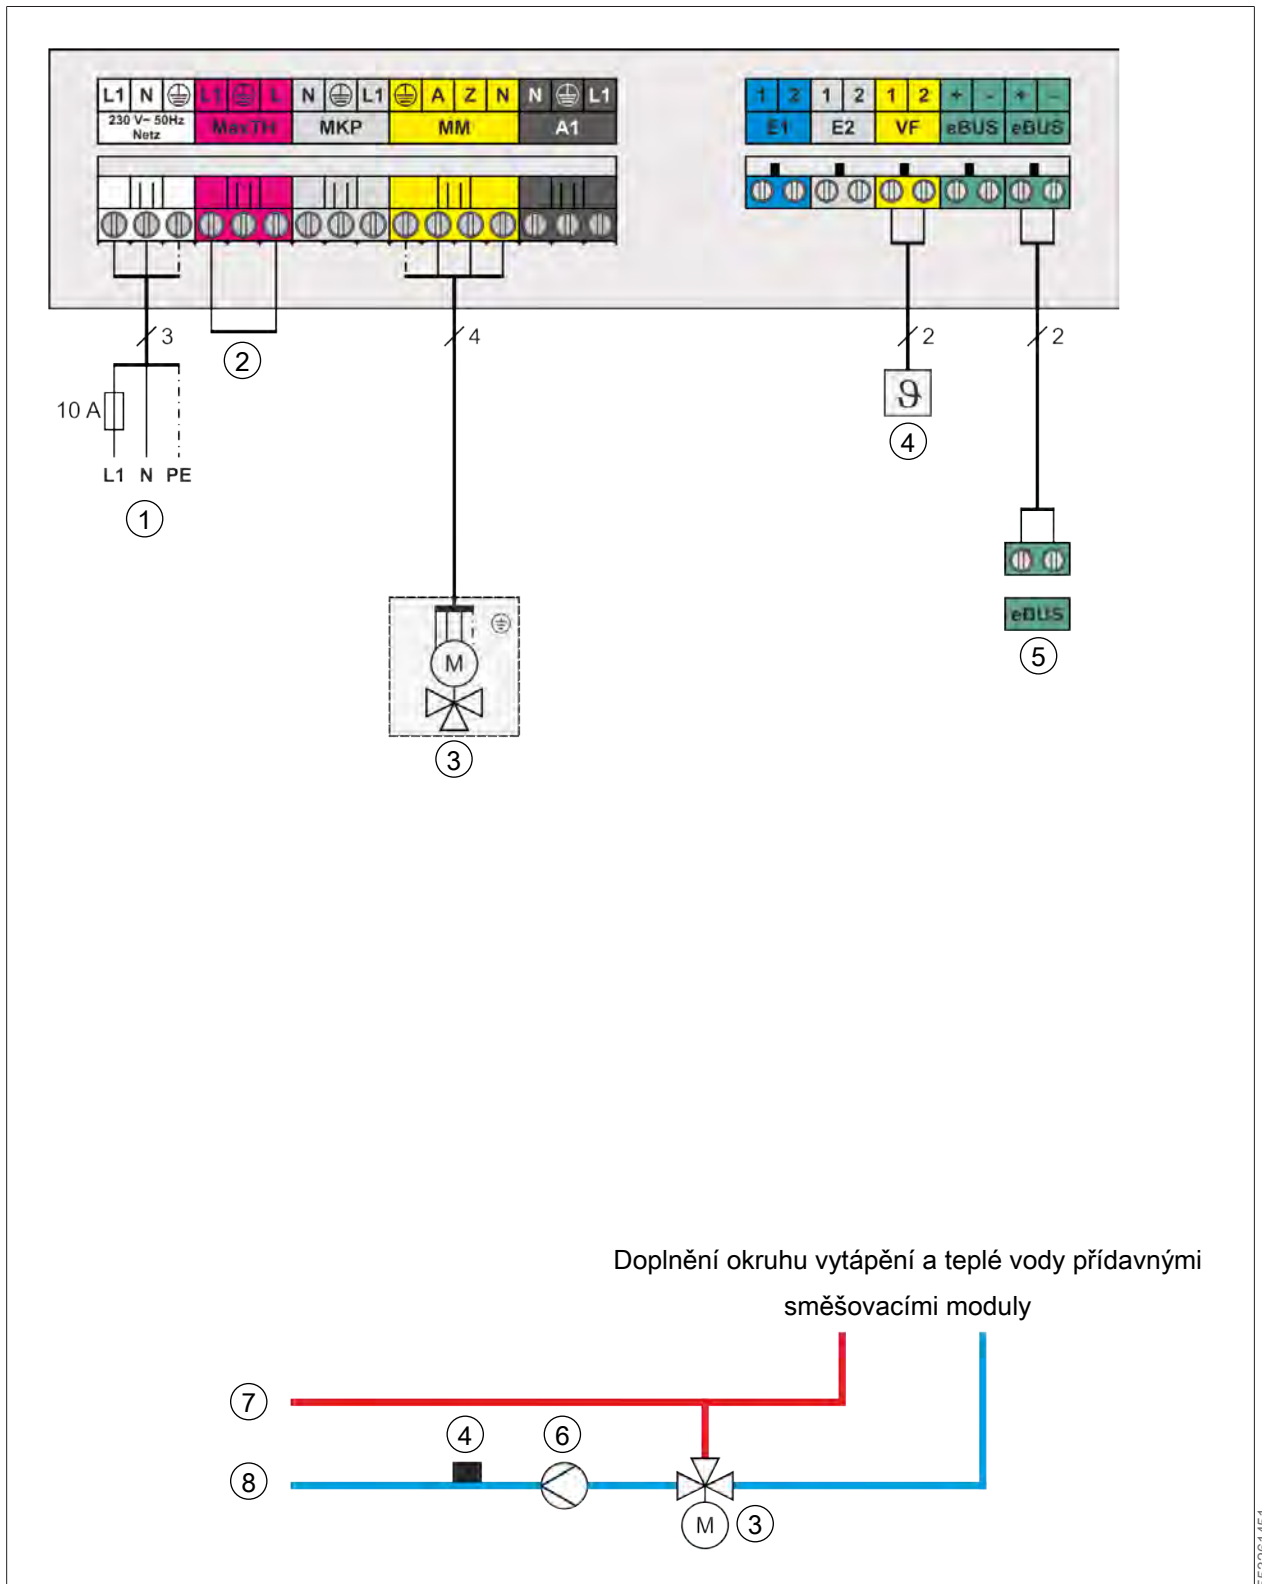 L1 N L1 L N L1 A Z N N L1
230 V~ 50Hz
Netz
MaxTH MKP MM A1
1 2 1 2 1 2 + - + -
E1 E2 VF eBUS eBUS
3 4 2 2
2
10 A
L1 N PE
1
ϑ
4
eBUS
5
M
3
Doplnění okruhu vytápění a teplé vody přídavnými
směšovacími moduly
7
4 6
8
M 3